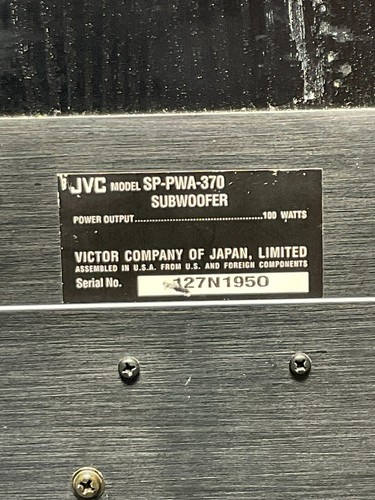 JVC MODEL SP-PWA-370
SUBWOOFER
POWER OUTPUT........................................100 WATTS
VICTOR COMPANY OF JAPAN, LIMITED
ASSEMBLED IN U.S.A. FROM U.S. AND FOREIGN COMPONENTS
Serial No. 127N1950